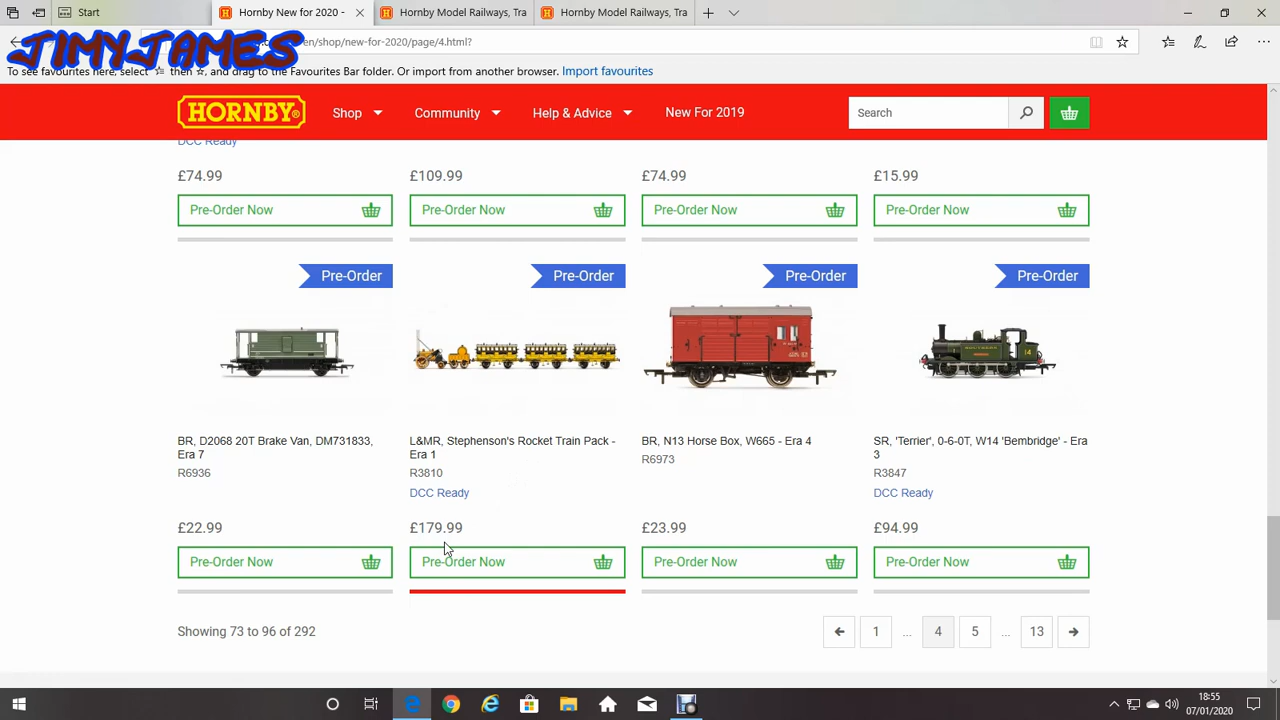 Start
Hornby New for 2020 -
Hornby Model Railways, Tra
Hornby Model Railways, Tra
JIMYJAMES
en/shop/new-for-2020/page/4.html?
To see favourites here, select ☆ then ☆, and drag to the Favourites Bar folder. Or import from another browser. Import favourites
HORNBY®
Shop
Community
Help & Advice
New For 2019
Search
DCC Ready
£74.99
£109.99
£74.99
£15.99
Pre-Order Now
Pre-Order Now
Pre-Order Now
Pre-Order Now
Pre-Order
Pre-Order
Pre-Order
Pre-Order
BR, D2068 20T Brake Van, DM731833,
Era 7
R6936
£22.99
Pre-Order Now
L&MR, Stephenson's Rocket Train Pack -
Era 1
R3810
DCC Ready
£179.99
Pre-Order Now
BR, N13 Horse Box, W665 - Era 4
R6973
£23.99
Pre-Order Now
SR, 'Terrier', 0-6-0T, W14 'Bembridge' - Era
3
R3847
DCC Ready
£94.99
Pre-Order Now
Showing 73 to 96 of 292
1 ... 4 5 ... 13
18:55
07/01/2020